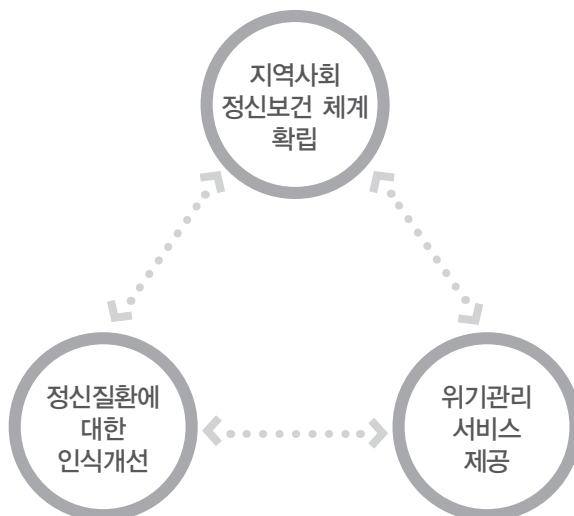 지역사회
정신보건 체계
확립
정신질환에
대한
인식개선
위기관리
서비스
제공